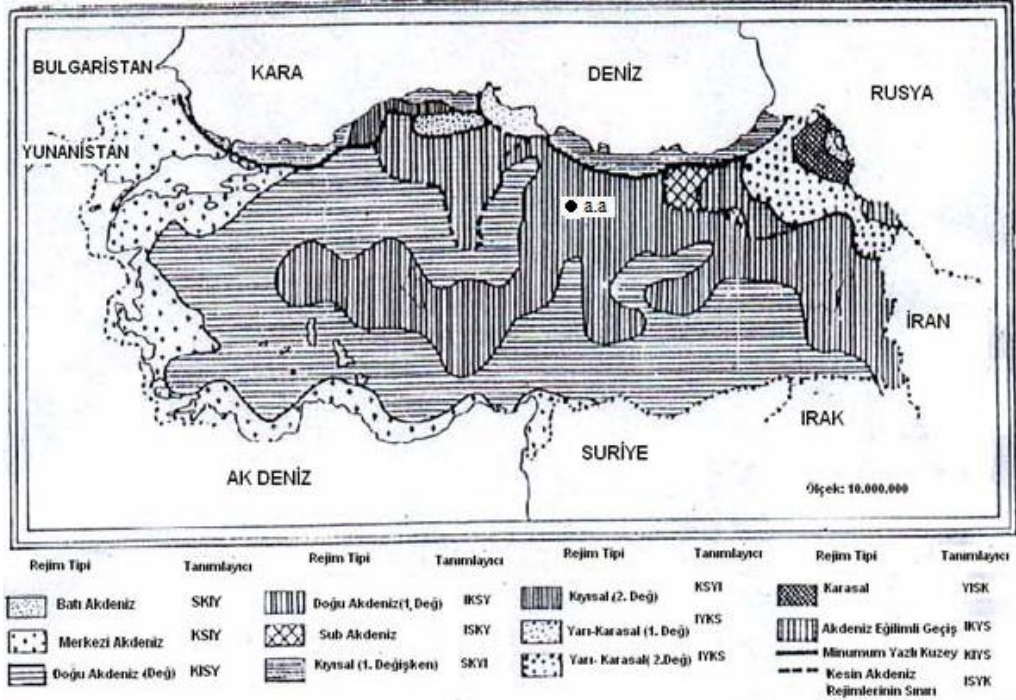 BULGARİSTAN
KARA
DENİZ
RUSYA
YUNANİSTAN
a.a
İRAN
IRAK
SURİYE
AK DENİZ
Ölçek: 10.000.000
Rejim Tipi Tanımlayıcı Rejim Tipi Tanımlayıcı Rejim Tipi Tanımlayıcı Rejim Tipi Tanımlayıcı
Batı Akdeniz SKIY
Merkezi Akdeniz KSIY
Doğu Akdeniz (Değ) KISY
Doğu Akdeniz(1, Değ) IKSY
Sub Akdeniz ISKY
Kıyısal (1. Değişken) SKYI
Kıyısal (2. Değ) KSYI
Yarı-Karasal (1. Değ) IYKS
Yarı- Karasal( 2.Değ) IYKS
Karasal YISK
Akdeniz Eğilimli Geçiş IKYS
Minumum Yazlı Kuzey KIYS
Kesin Akdeniz
Rejimlerinin Sınırı ISYK